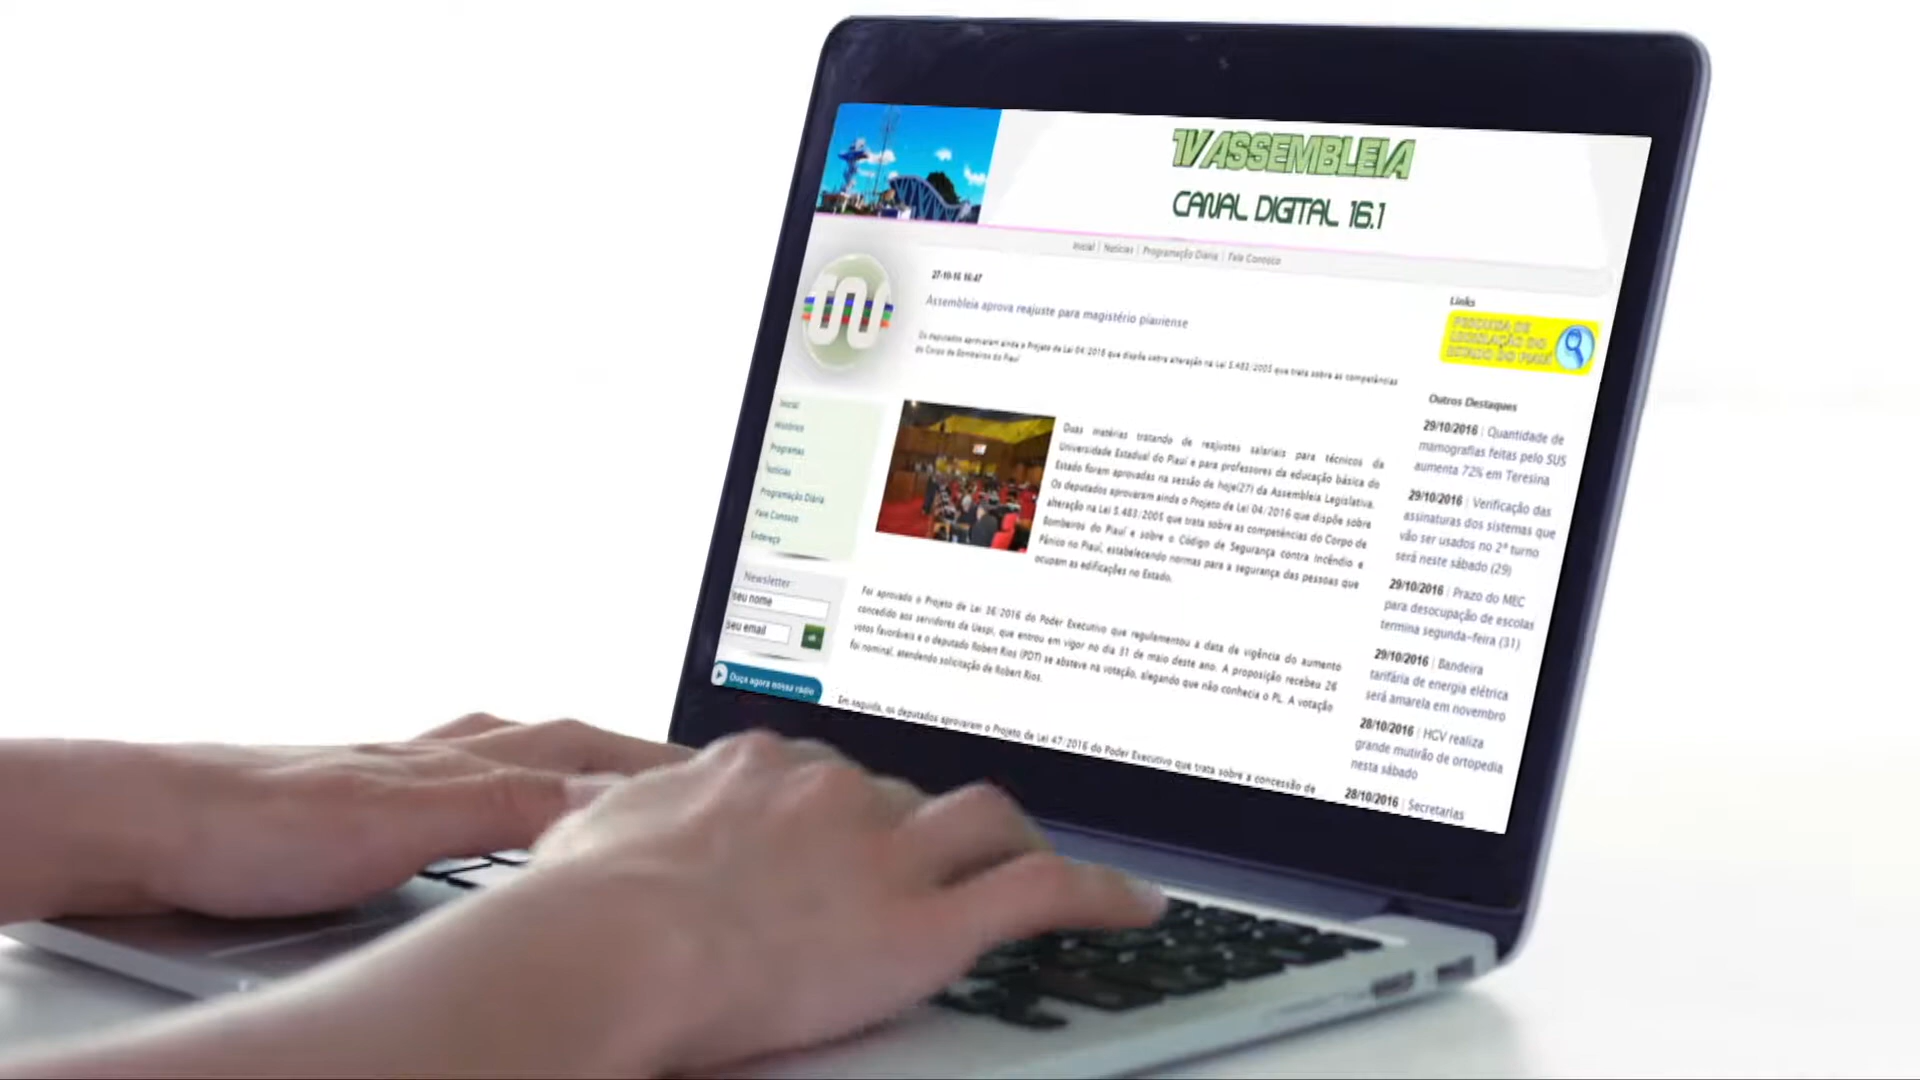 TV ASSEMBLEIA
CANAL DIGITAL 16.1
Inicial | Notícias | Programação Diária | Fale Conosco
27-10-16 16:47
Assembleia aprova reajuste para magistério piauiense
Os deputados aprovaram ainda o Projeto de Lei 04/2016 que dispõe sobre alteração na Lei 5.483/2005 que trata sobre as competências
do Corpo de Bombeiros do Piauí
Inicial
Histórico
Programas
Notícias
Programação Diária
Fale Conosco
Endereço
Newsletter
seu nome
seu email
ok
Ouça agora nossa rádio
Duas matérias tratando de reajustes salariais para técnicos da
Universidade Estadual do Piauí e para professores da educação básica do
Estado foram aprovadas na sessão de hoje(27) da Assembleia Legislativa.
Os deputados aprovaram ainda o Projeto de Lei 04/2016 que dispõe sobre
alteração na Lei 5.483/2005 que trata sobre as competências do Corpo de
Bombeiros do Piauí e sobre o Código de Segurança contra Incêndio e
Pânico no Piauí, estabelecendo normas para a segurança das pessoas que
ocupam as edificações no Estado.
Foi aprovado o Projeto de Lei 36/2016 do Poder Executivo que regulamentou a data de vigência do aumento
concedido aos servidores da Uespi, que entrou em vigor no dia 31 de maio deste ano. A proposição recebeu 26
votos favoráveis e o deputado Robert Rios (PDT) se absteve na votação, alegando que não conhecia o PL. A votação
foi nominal, atendendo solicitação de Robert Rios.
Em seguida, os deputados aprovaram o Projeto de Lei 47/2016 do Poder Executivo que trata sobre a concessão de
Links
PESQUISA DE
LEGISLAÇÃO DO
ESTADO DO PIAUÍ
Outros Destaques
29/10/2016 | Quantidade de
mamografias feitas pelo SUS
aumenta 72% em Teresina
29/10/2016 | Verificação das
assinaturas dos sistemas que
vão ser usados no 2º turno
será neste sábado (29)
29/10/2016 | Prazo do MEC
para desocupação de escolas
termina segunda-feira (31)
29/10/2016 | Bandeira
tarifária de energia elétrica
será amarela em novembro
28/10/2016 | HCV realiza
grande mutirão de ortopedia
nesta sábado
28/10/2016 | Secretarias